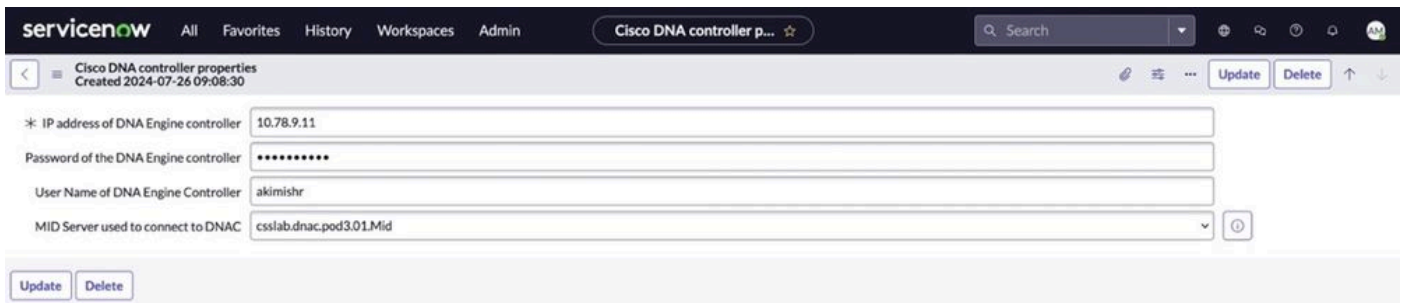 servicenow All Favorites History Workspaces Admin Cisco DNA controller p... ☆ Search AM
Cisco DNA controller properties
Created 2024-07-26 09:08:30
Update Delete
* IP address of DNA Engine controller 10.78.9.11
Password of the DNA Engine controller ••••••••••
User Name of DNA Engine Controller akimishr
MID Server used to connect to DNAC csslab.dnac.pod3.01.Mid
Update Delete